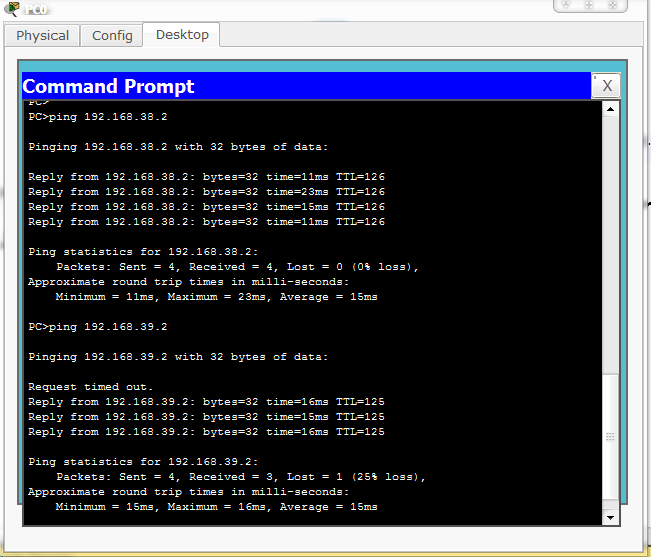 PC0
Physical
Config
Desktop
Command Prompt
X
PC>
PC>ping 192.168.38.2
Pinging 192.168.38.2 with 32 bytes of data:
Reply from 192.168.38.2: bytes=32 time=11ms TTL=126
Reply from 192.168.38.2: bytes=32 time=23ms TTL=126
Reply from 192.168.38.2: bytes=32 time=15ms TTL=126
Reply from 192.168.38.2: bytes=32 time=11ms TTL=126
Ping statistics for 192.168.38.2:
Packets: Sent = 4, Received = 4, Lost = 0 (0% loss),
Approximate round trip times in milli-seconds:
Minimum = 11ms, Maximum = 23ms, Average = 15ms
PC>ping 192.168.39.2
Pinging 192.168.39.2 with 32 bytes of data:
Request timed out.
Reply from 192.168.39.2: bytes=32 time=16ms TTL=125
Reply from 192.168.39.2: bytes=32 time=15ms TTL=125
Reply from 192.168.39.2: bytes=32 time=16ms TTL=125
Ping statistics for 192.168.39.2:
Packets: Sent = 4, Received = 3, Lost = 1 (25% loss),
Approximate round trip times in milli-seconds:
Minimum = 15ms, Maximum = 16ms, Average = 15ms